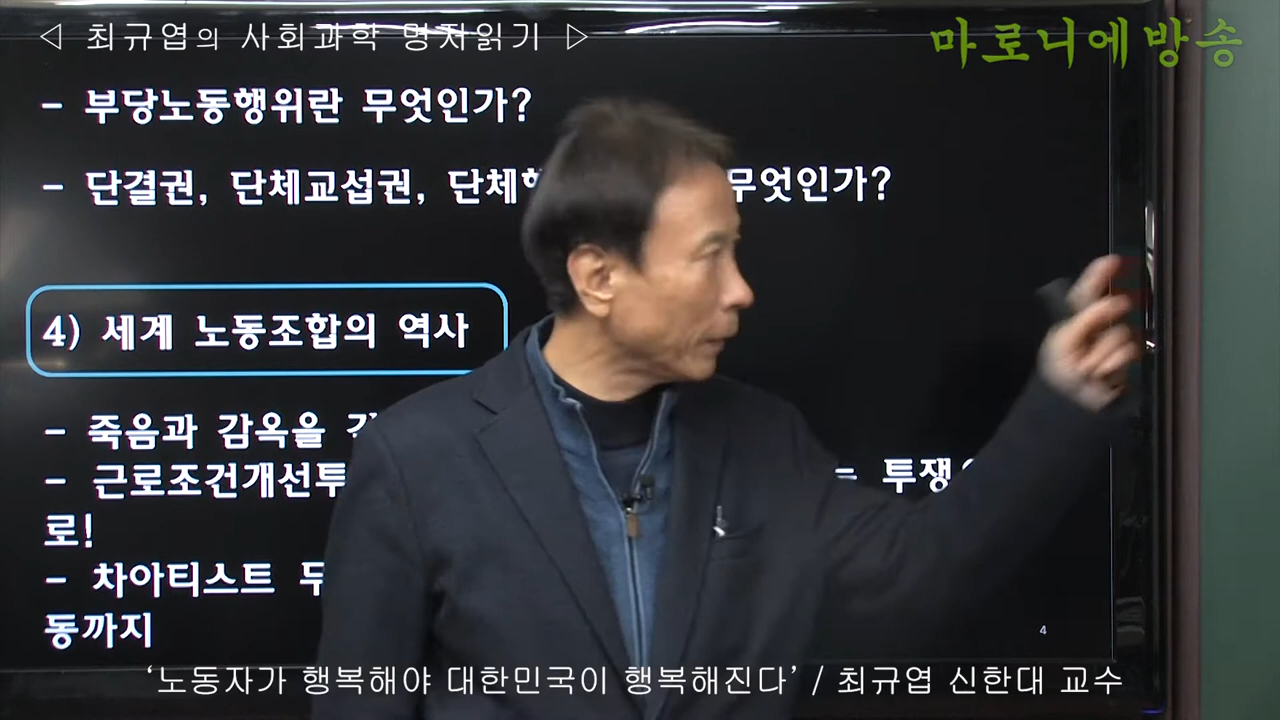 ◁ 최규엽의 사회과학 명저읽기 ▷
마로니에방송
- 부당노동행위란 무엇인가?
- 단결권, 단체교섭권, 무엇인가?
4) 세계 노동조합의 역사
- 죽음과 감옥을
- 근로조건개선투 는 투쟁으
로!
- 차아티스트
동까지
4
‘노동자가 행복해야 대한민국이 행복해진다’ / 최규엽 신한대 교수